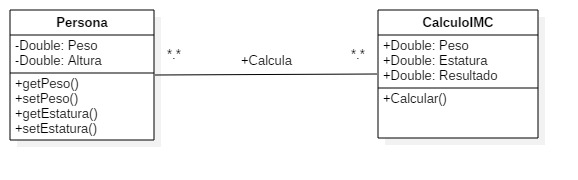 Persona
-Double: Peso
-Double: Altura
+getPeso()
+setPeso()
+getEstatura()
+setEstatura()
*.*
+Calcula
*.*
CalculoIMC
+Double: Peso
+Double: Estatura
+Double: Resultado
+Calcular()